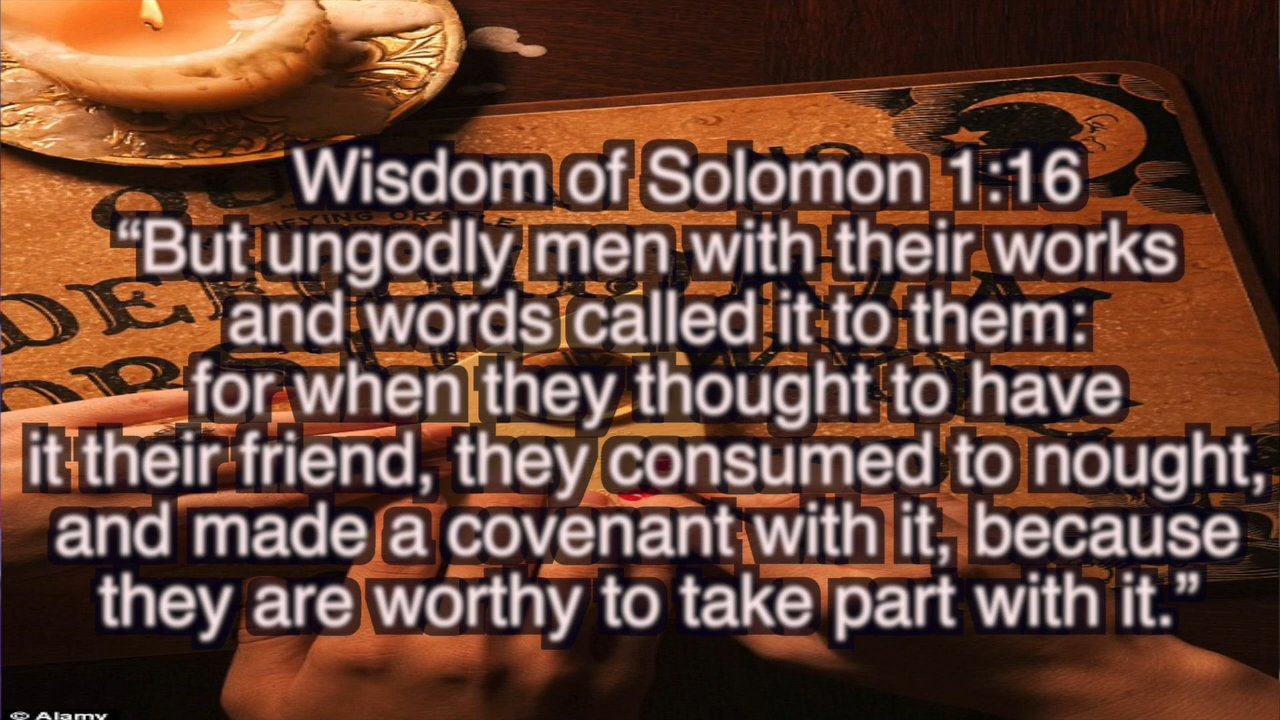 Wisdom of Solomon 1:16
“But ungodly men with their works
and words called it to them:
for when they thought to have
it their friend, they consumed to nought,
and made a covenant with it, because
they are worthy to take part with it.”
© Alamy